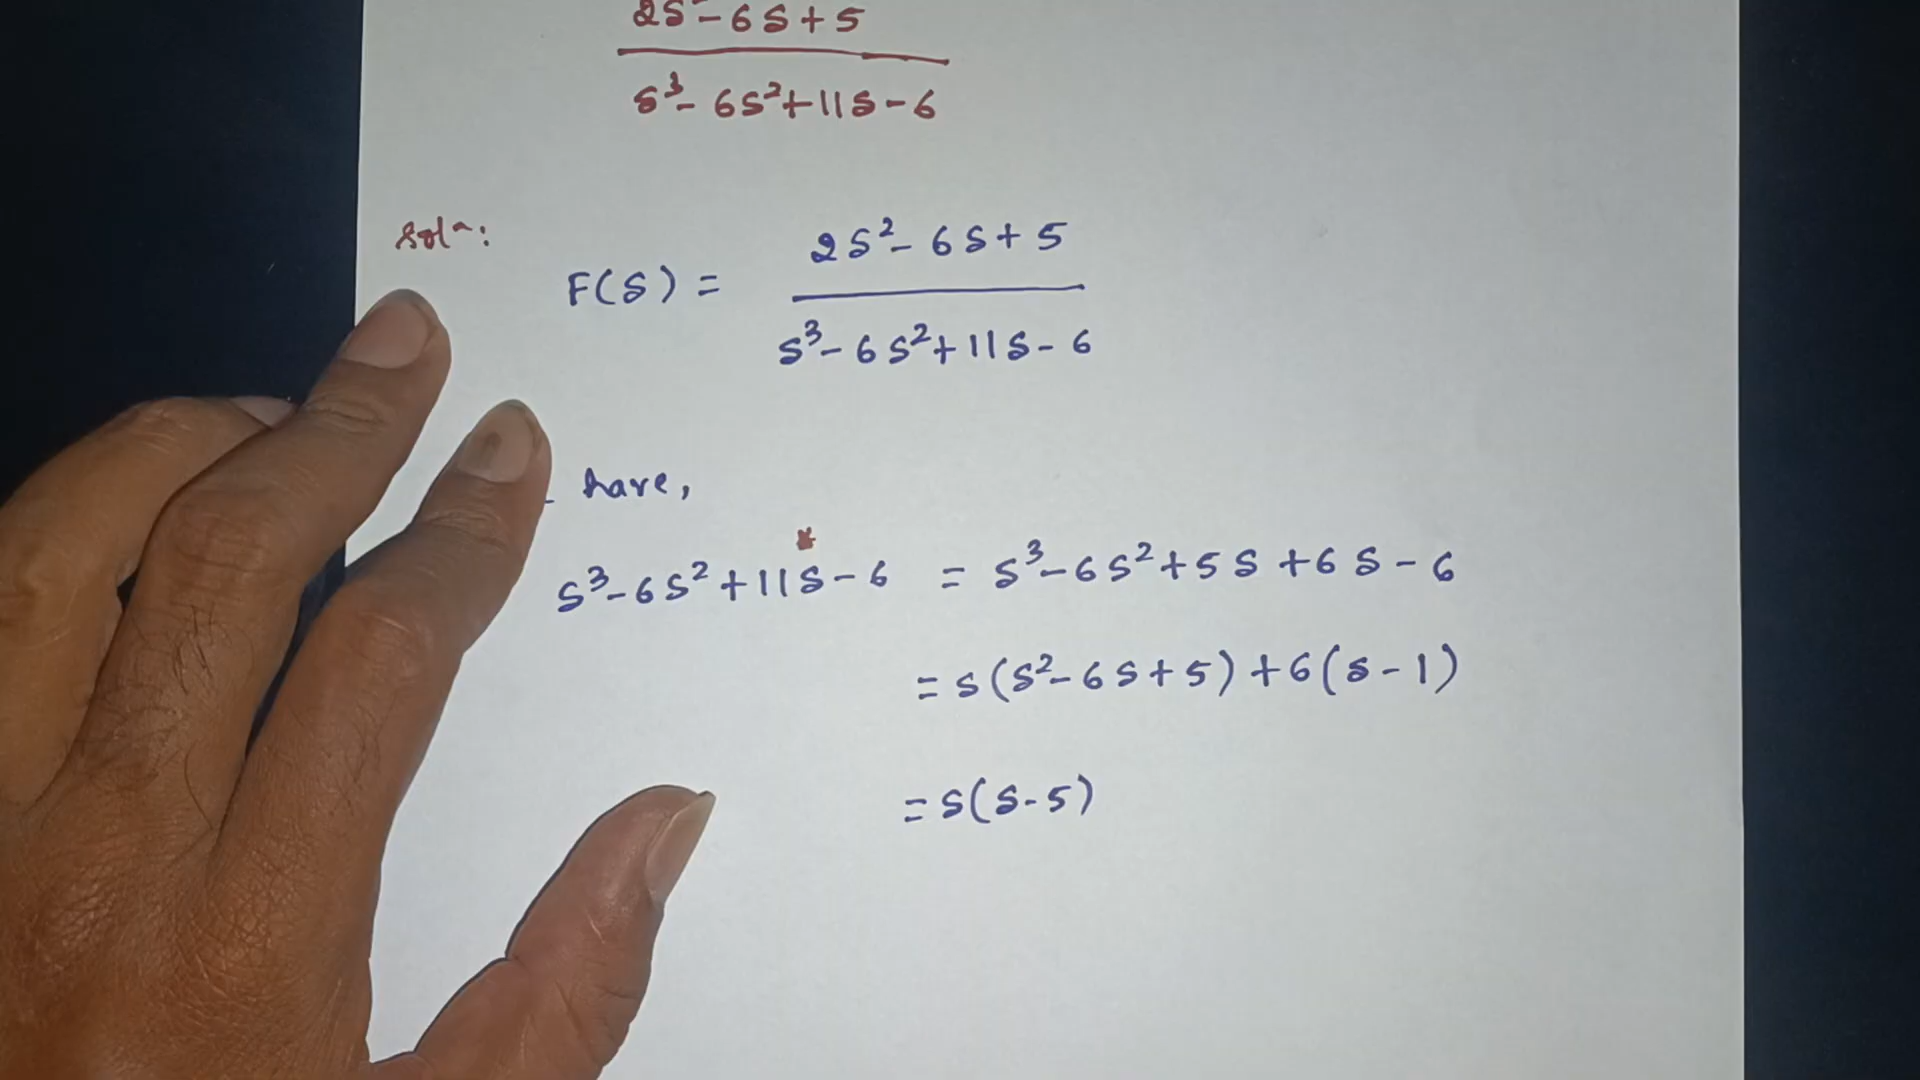 2s²-6s+5
s³-6s²+11s-6
Solⁿ:
F(s) = 2s²-6s+5
s³-6s²+11s-6
have,
s³-6s²+11s-6 = s³-6s²+5s+6s-6
= s(s²-6s+5)+6(s-1)
= s(s-5)